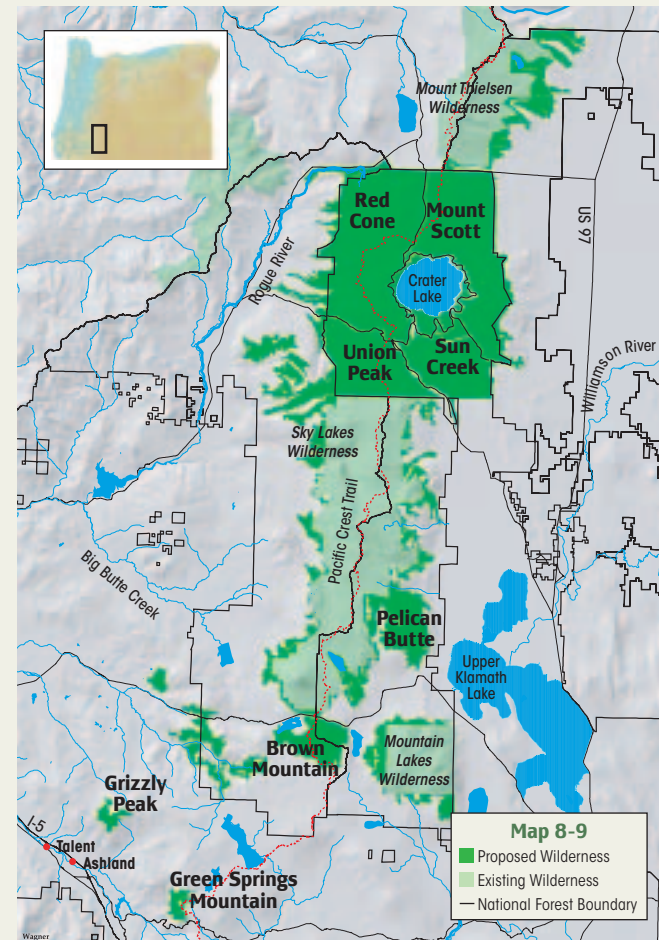 Mount Thielsen
Wilderness
Red
Cone
Mount
Scott
US 97
Rogue River
Crater
Lake
Union
Peak
Sun
Creek
Williamson River
Sky Lakes
Wilderness
Pacific Crest Trail
Big Butte Creek
Pelican
Butte
Upper
Klamath
Lake
Brown
Mountain
Mountain
Lakes
Wilderness
Grizzly
Peak
I-5
Talent
Ashland
Green Springs
Mountain
Map 8-9
Proposed Wilderness
Existing Wilderness
National Forest Boundary
Wagner